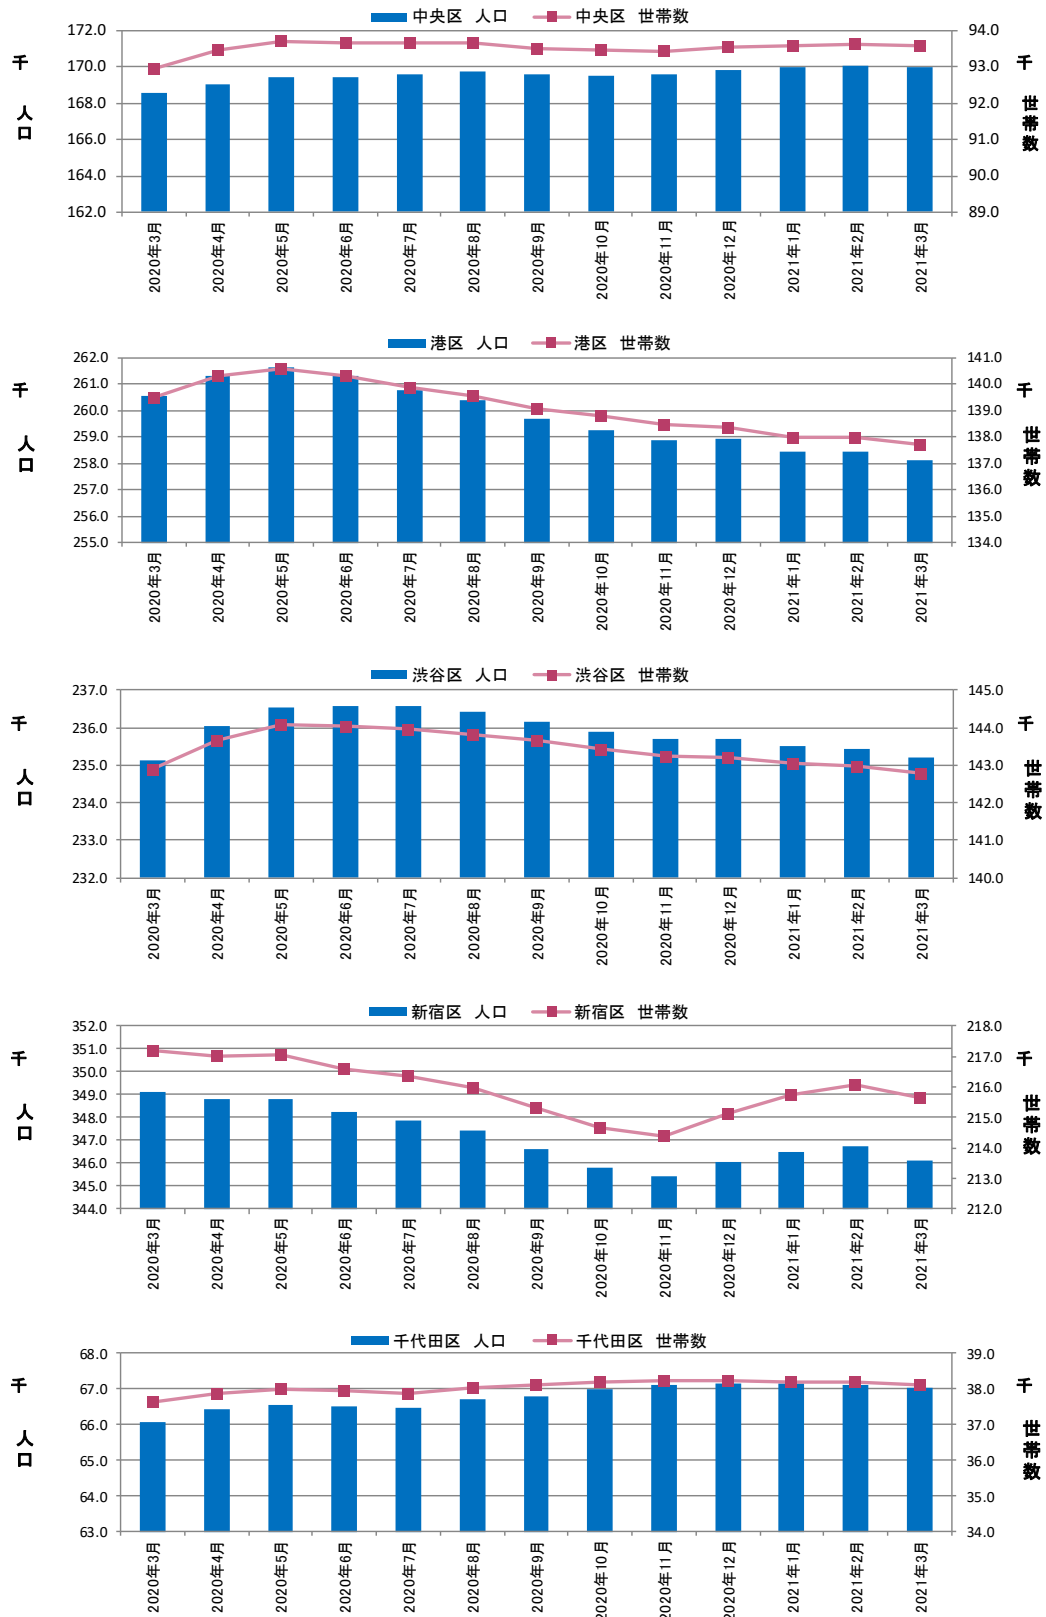 中央区 人口 中央区 世帯数
172.0 94.0
千 170.0 93.0 千
人口 168.0 92.0 世帯数
166.0 91.0
164.0 90.0
162.0 89.0
2020年3月 2020年4月 2020年5月 2020年6月 2020年7月 2020年8月 2020年9月 2020年10月 2020年11月 2020年12月 2021年1月 2021年2月 2021年3月
港区 人口 港区 世帯数
262.0 141.0
千 261.0 140.0 千
260.0 139.0
人口 259.0 138.0 世帯数
258.0 137.0
257.0 136.0
256.0 135.0
255.0 134.0
2020年3月 2020年4月 2020年5月 2020年6月 2020年7月 2020年8月 2020年9月 2020年10月 2020年11月 2020年12月 2021年1月 2021年2月 2021年3月
渋谷区 人口 渋谷区 世帯数
237.0 145.0
千 236.0 144.0 千
人口 235.0 143.0 世帯数
234.0 142.0
233.0 141.0
232.0 140.0
2020年3月 2020年4月 2020年5月 2020年6月 2020年7月 2020年8月 2020年9月 2020年10月 2020年11月 2020年12月 2021年1月 2021年2月 2021年3月
新宿区 人口 新宿区 世帯数
352.0 218.0
千 351.0 217.0 千
350.0 216.0
人口 349.0 215.0 世帯数
348.0 214.0
347.0 213.0
346.0 212.0
345.0
344.0
2020年3月 2020年4月 2020年5月 2020年6月 2020年7月 2020年8月 2020年9月 2020年10月 2020年11月 2020年12月 2021年1月 2021年2月 2021年3月
千代田区 人口 千代田区 世帯数
68.0 39.0
千 67.0 38.0 千
人口 66.0 37.0 世帯数
65.0 36.0
64.0 35.0
63.0 34.0
2020年3月 2020年4月 2020年5月 2020年6月 2020年7月 2020年8月 2020年9月 2020年10月 2020年11月 2020年12月 2021年1月 2021年2月 2021年3月